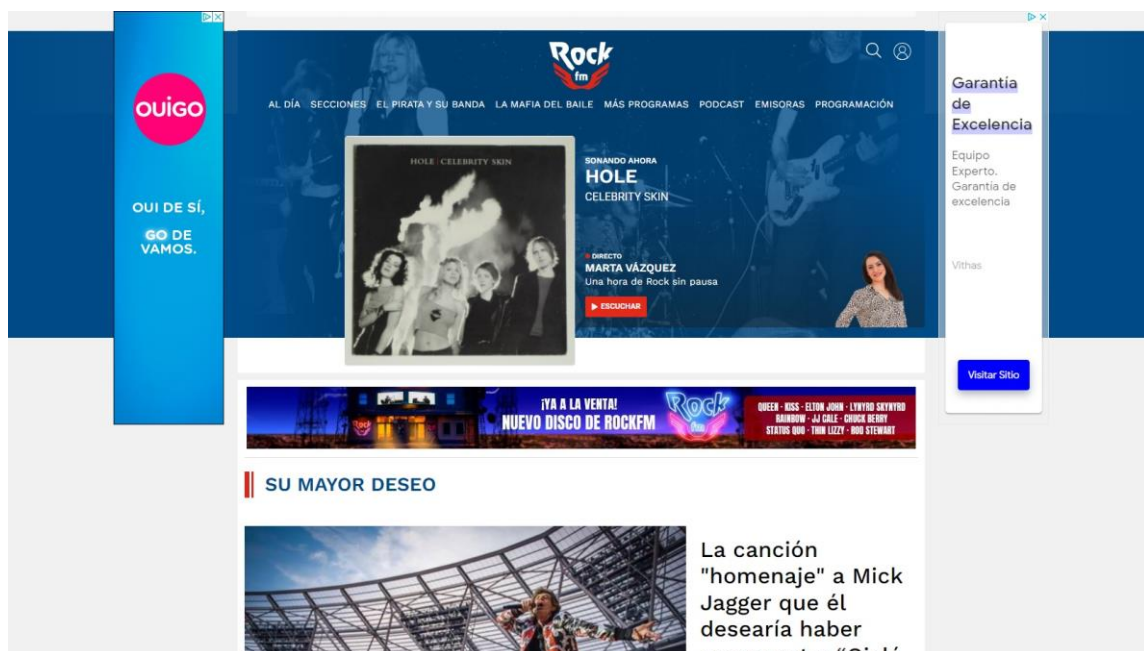 OUIGO
OUI DE SÍ,
GO DE
VAMOS.
Rock
fm
AL DÍA SECCIONES EL PIRATA Y SU BANDA LA MAFIA DEL BAILE MÁS PROGRAMAS PODCAST EMISORAS PROGRAMACIÓN
HOLE | CELEBRITY SKIN
SONANDO AHORA
HOLE
CELEBRITY SKIN
DIRECTO
MARTA VÁZQUEZ
Una hora de Rock sin pausa
ESCUCHAR
Garantía
de
Excelencia
Equipo
Experto.
Garantía de
excelencia
Vithas
Visitar Sitio
Rock
¡YA A LA VENTA!
NUEVO DISCO DE ROCKFM
Rock
fm
QUEEN - KISS - ELTON JOHN - LYNYRD SKYNYRD
RAINBOW - JJ CALE - CHUCK BERRY
STATUS QUO - THIN LIZZY - ROD STEWART
SU MAYOR DESEO
La canción
"homenaje" a Mick
Jagger que él
desearía haber